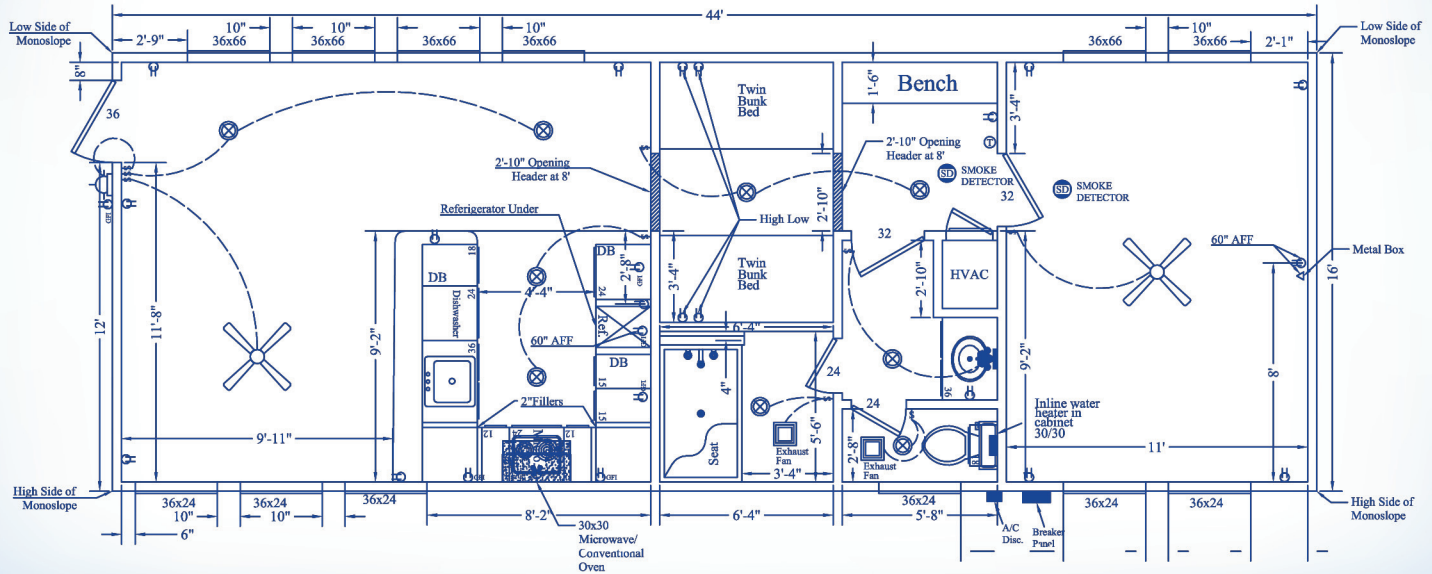 44'
Low Side of
Monoslope
2'-9"
10"
10"
10"
10"
2'-1"
Low Side of
Monoslope
36x66
36x66
36x66
36x66
36x66
36x66
8"
36
Twin
Bunk
Bed
1'-6"
Bench
3'-4"
2'-10" Opening
Header at 8'
2'-10" Opening
Header at 8'
T
SD
SMOKE
DETECTOR
SD
SMOKE
DETECTOR
$
$$$
GFI
32
Referigerator Under
High Low
2'-10"
32
60" AFF
Metal Box
16'
DB
18
DB
2'-8"
Twin
Bunk
Bed
3'-4"
2'-10"
HVAC
4'-4"
24
24
Dishwasher
Ref.
12'
11'-8"
9'-2"
60" AFF
6'-4"
9'-2"
8'
36
DB
15
4"
24
36
2"Fillers
15
24
Inline water
heater in
cabinet
30/30
9'-11"
12
24
12
Seat
Exhaust
Fan
5'-6"
2'-8"
Exhaust
Fan
11'
3'-4"
GFI
GFI
High Side of
Monoslope
36x24
36x24
36x24
36x24
36x24
36x24
High Side of
Monoslope
10"
10"
8'-2"
6'-4"
5'-8"
6"
30x30
Microwave/
Conventional
Oven
A/C
Disc.
Breaker
Panel